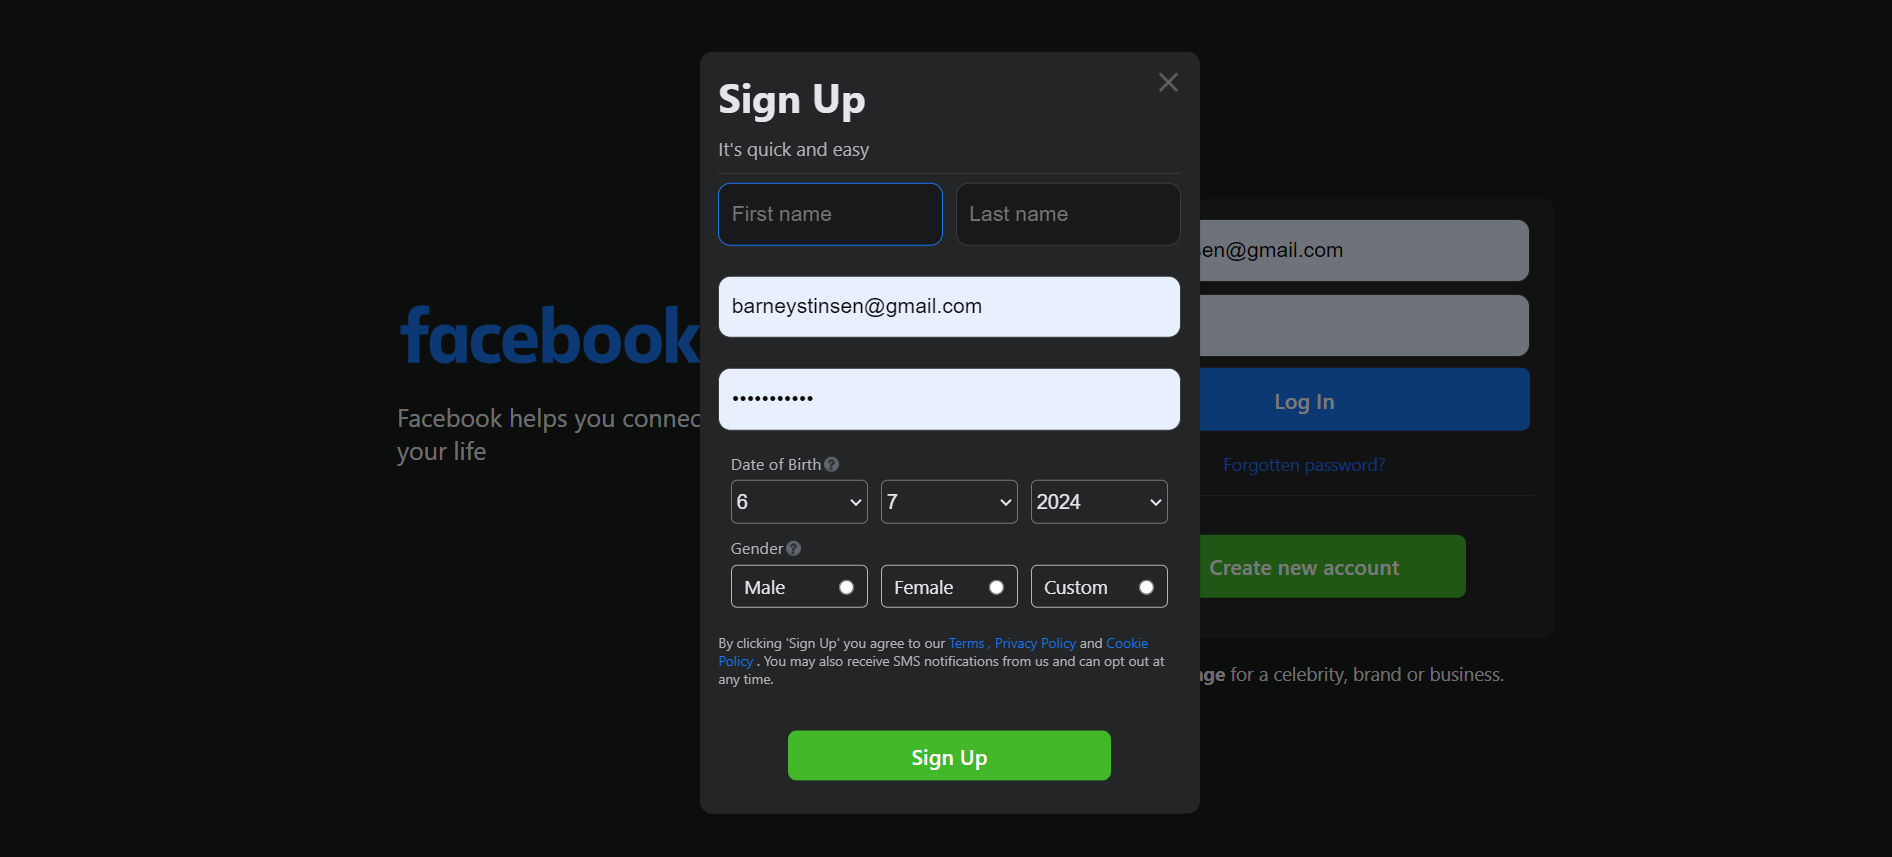 Sign Up
It's quick and easy
First name Last name
barneystinsen@gmail.com
•••••••••••
Date of Birth
6 7 2024
Gender
Male Female Custom
By clicking 'Sign Up' you agree to our Terms , Privacy Policy and Cookie
Policy . You may also receive SMS notifications from us and can opt out at
any time.
Sign Up
facebook
Facebook helps you connec
your life
en@gmail.com
Log In
Forgotten password?
Create new account
ge for a celebrity, brand or business.